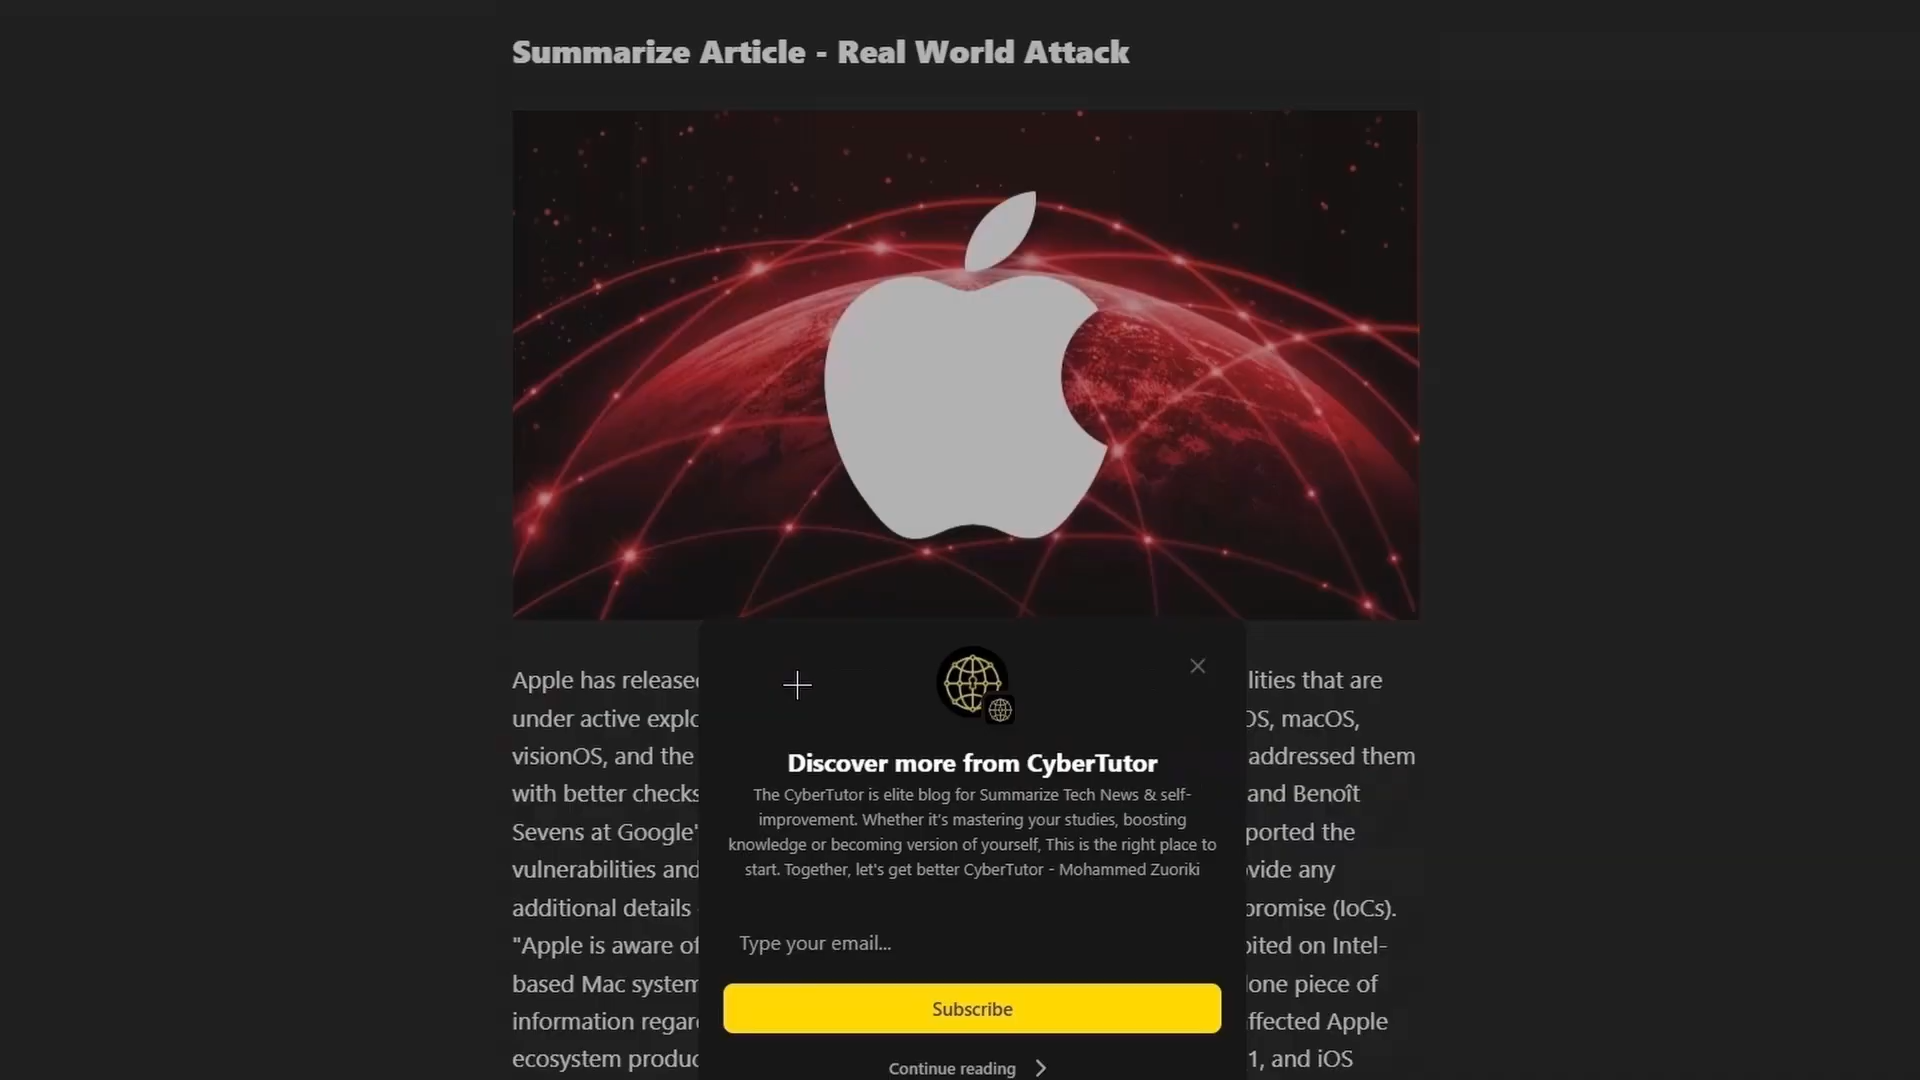 Summarize Article - Real World Attack
Apple has released
under active explo
visionOS, and the
with better checks
Sevens at Google'
vulnerabilities and
additional details
"Apple is aware of
based Mac system
information regar
ecosystem produc
lities that are
OS, macOS,
addressed them
and Benoît
ported the
vide any
promise (IoCs).
bited on Intel-
lone piece of
ffected Apple
1, and iOS
Discover more from CyberTutor
The CyberTutor is elite blog for Summarize Tech News & self-
improvement. Whether it's mastering your studies, boosting
knowledge or becoming version of yourself, This is the right place to
start. Together, let's get better CyberTutor - Mohammed Zuoriki
Type your email...
Subscribe
Continue reading